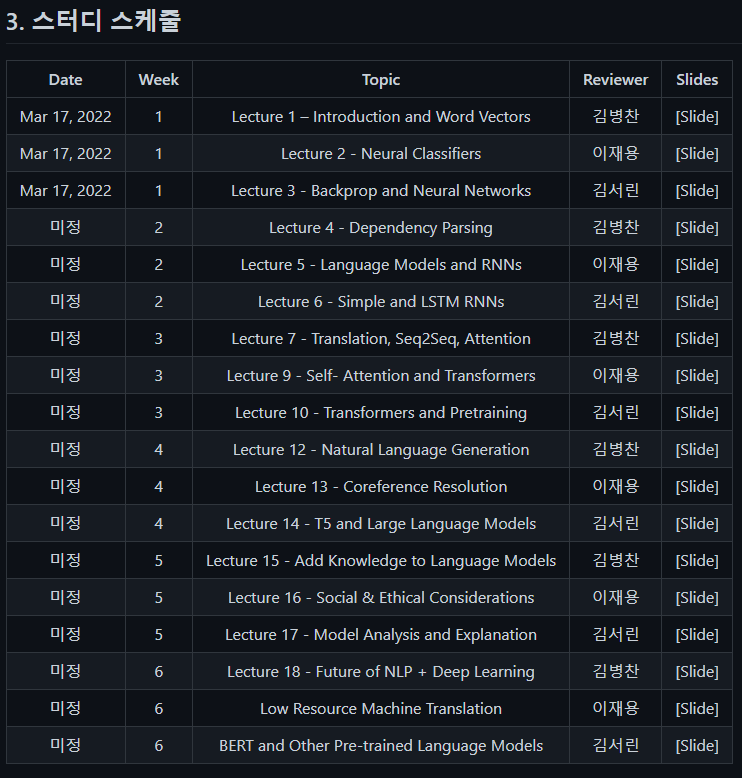 3. 스터디 스케줄
Date Week Topic Reviewer Slides
Mar 17, 2022 1 Lecture 1 – Introduction and Word Vectors 김병찬 [Slide]
Mar 17, 2022 1 Lecture 2 - Neural Classifiers 이재용 [Slide]
Mar 17, 2022 1 Lecture 3 - Backprop and Neural Networks 김서린 [Slide]
미정 2 Lecture 4 - Dependency Parsing 김병찬 [Slide]
미정 2 Lecture 5 - Language Models and RNNs 이재용 [Slide]
미정 2 Lecture 6 - Simple and LSTM RNNs 김서린 [Slide]
미정 3 Lecture 7 - Translation, Seq2Seq, Attention 김병찬 [Slide]
미정 3 Lecture 9 - Self- Attention and Transformers 이재용 [Slide]
미정 3 Lecture 10 - Transformers and Pretraining 김서린 [Slide]
미정 4 Lecture 12 - Natural Language Generation 김병찬 [Slide]
미정 4 Lecture 13 - Coreference Resolution 이재용 [Slide]
미정 4 Lecture 14 - T5 and Large Language Models 김서린 [Slide]
미정 5 Lecture 15 - Add Knowledge to Language Models 김병찬 [Slide]
미정 5 Lecture 16 - Social & Ethical Considerations 이재용 [Slide]
미정 5 Lecture 17 - Model Analysis and Explanation 김서린 [Slide]
미정 6 Lecture 18 - Future of NLP + Deep Learning 김병찬 [Slide]
미정 6 Low Resource Machine Translation 이재용 [Slide]
미정 6 BERT and Other Pre-trained Language Models 김서린 [Slide]